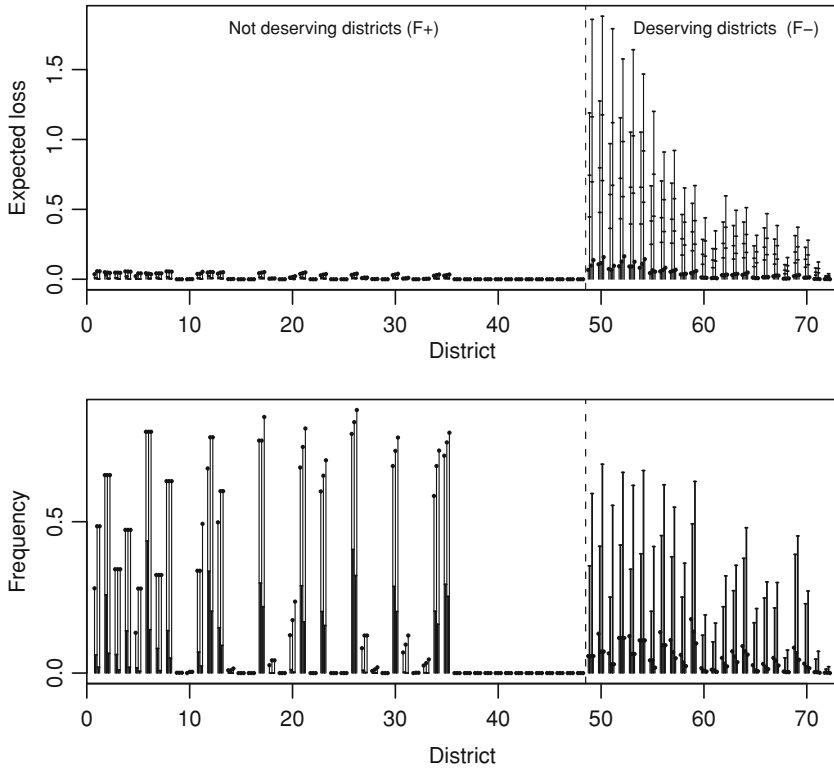 Not deserving districts (F+)
Deserving districts (F−)
Expected loss
1.5
1.0
0.5
0.0
0 10 20 30 40 50 60 70
District
Frequency
0.5
0.0
0 10 20 30 40 50 60 70
District